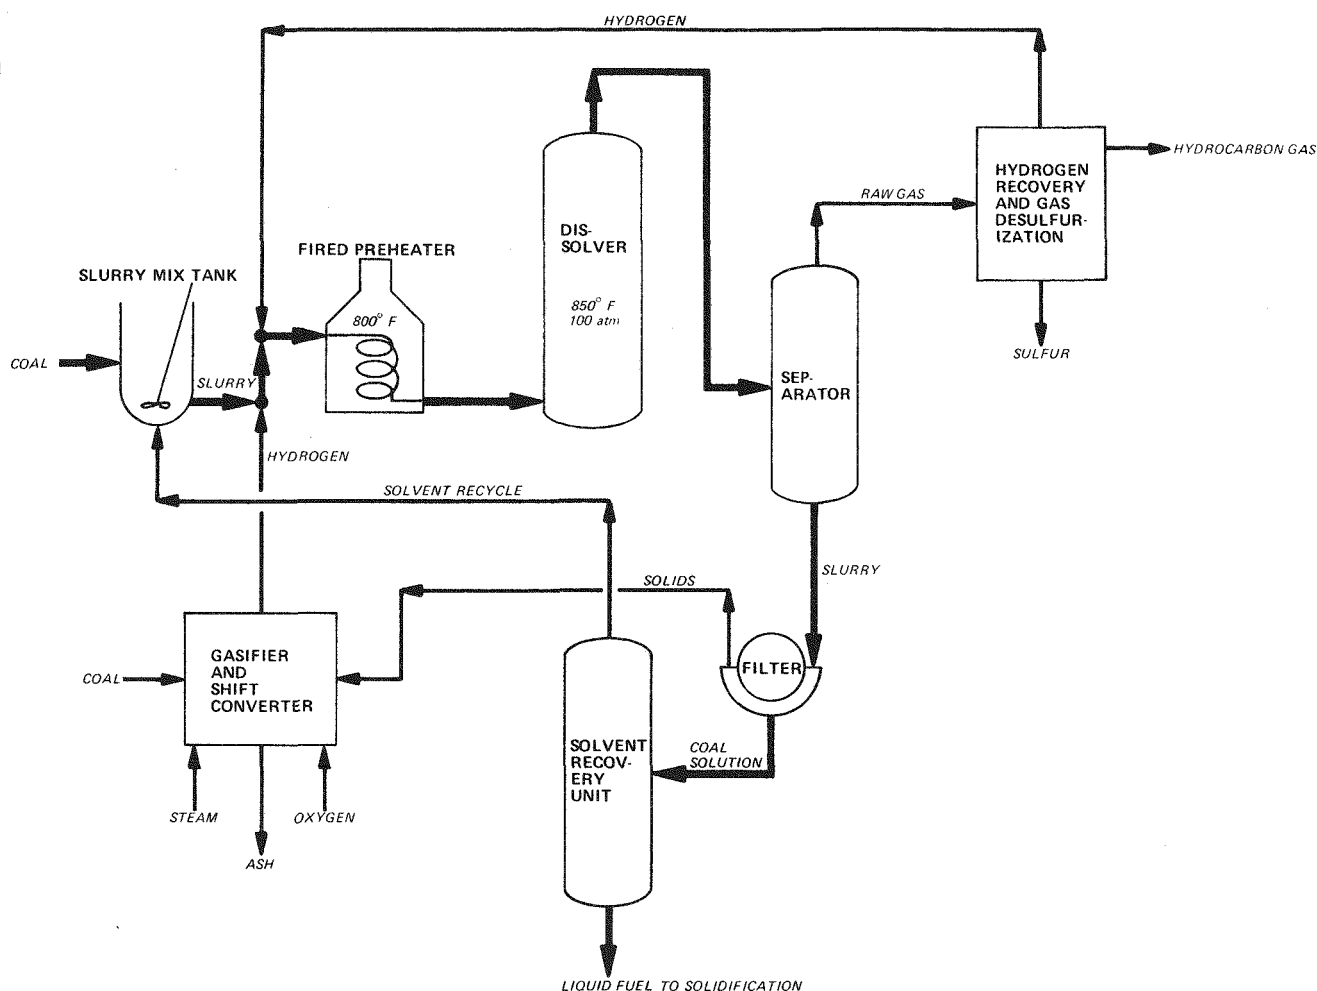 HYDROGEN
HYDROCARBON GAS
HYDROGEN
RECOVERY
AND GAS
DESULFUR-
IZATION
RAW GAS
SULFUR
DIS-
SOLVER
850° F
100 atm
FIRED PREHEATER
800° F
SLURRY MIX TANK
COAL
SLURRY
SEP-
ARATOR
HYDROGEN
SOLVENT RECYCLE
SLURRY
SOLIDS
FILTER
GASIFIER
AND
SHIFT
CONVERTER
COAL
STEAM
OXYGEN
ASH
COAL
SOLUTION
SOLVENT
RECOV-
ERY
UNIT
LIQUID FUEL TO SOLIDIFICATION